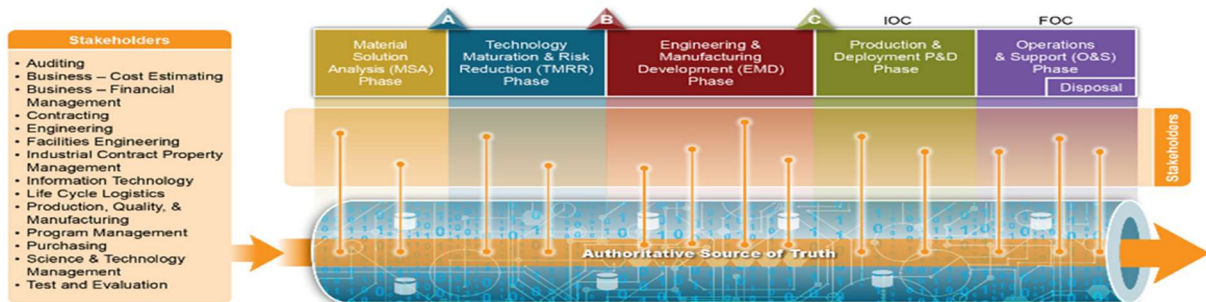 Stakeholders
• Auditing
• Business – Cost Estimating
• Business – Financial
Management
• Contracting
• Engineering
• Facilities Engineering
• Industrial Contract Property
Management
• Information Technology
• Life Cycle Logistics
• Production, Quality, &
Manufacturing
• Program Management
• Purchasing
• Science & Technology
Management
• Test and Evaluation
A
B
C
IOC
FOC
Material
Solution
Analysis (MSA)
Phase
Technology
Maturation & Risk
Reduction (TMRR)
Phase
Engineering &
Manufacturing
Development (EMD)
Phase
Production &
Deployment P&D
Phase
Operations
& Support (O&S)
Phase
Disposal
Stakeholders
Authoritative Source of Truth